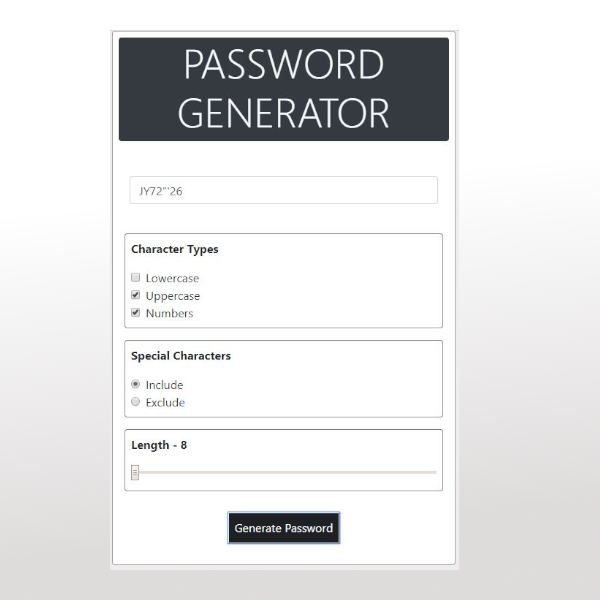 PASSWORD
GENERATOR
JY72"'26
Character Types
Lowercase
Uppercase
Numbers
Special Characters
Include
Exclude
Length - 8
Generate Password